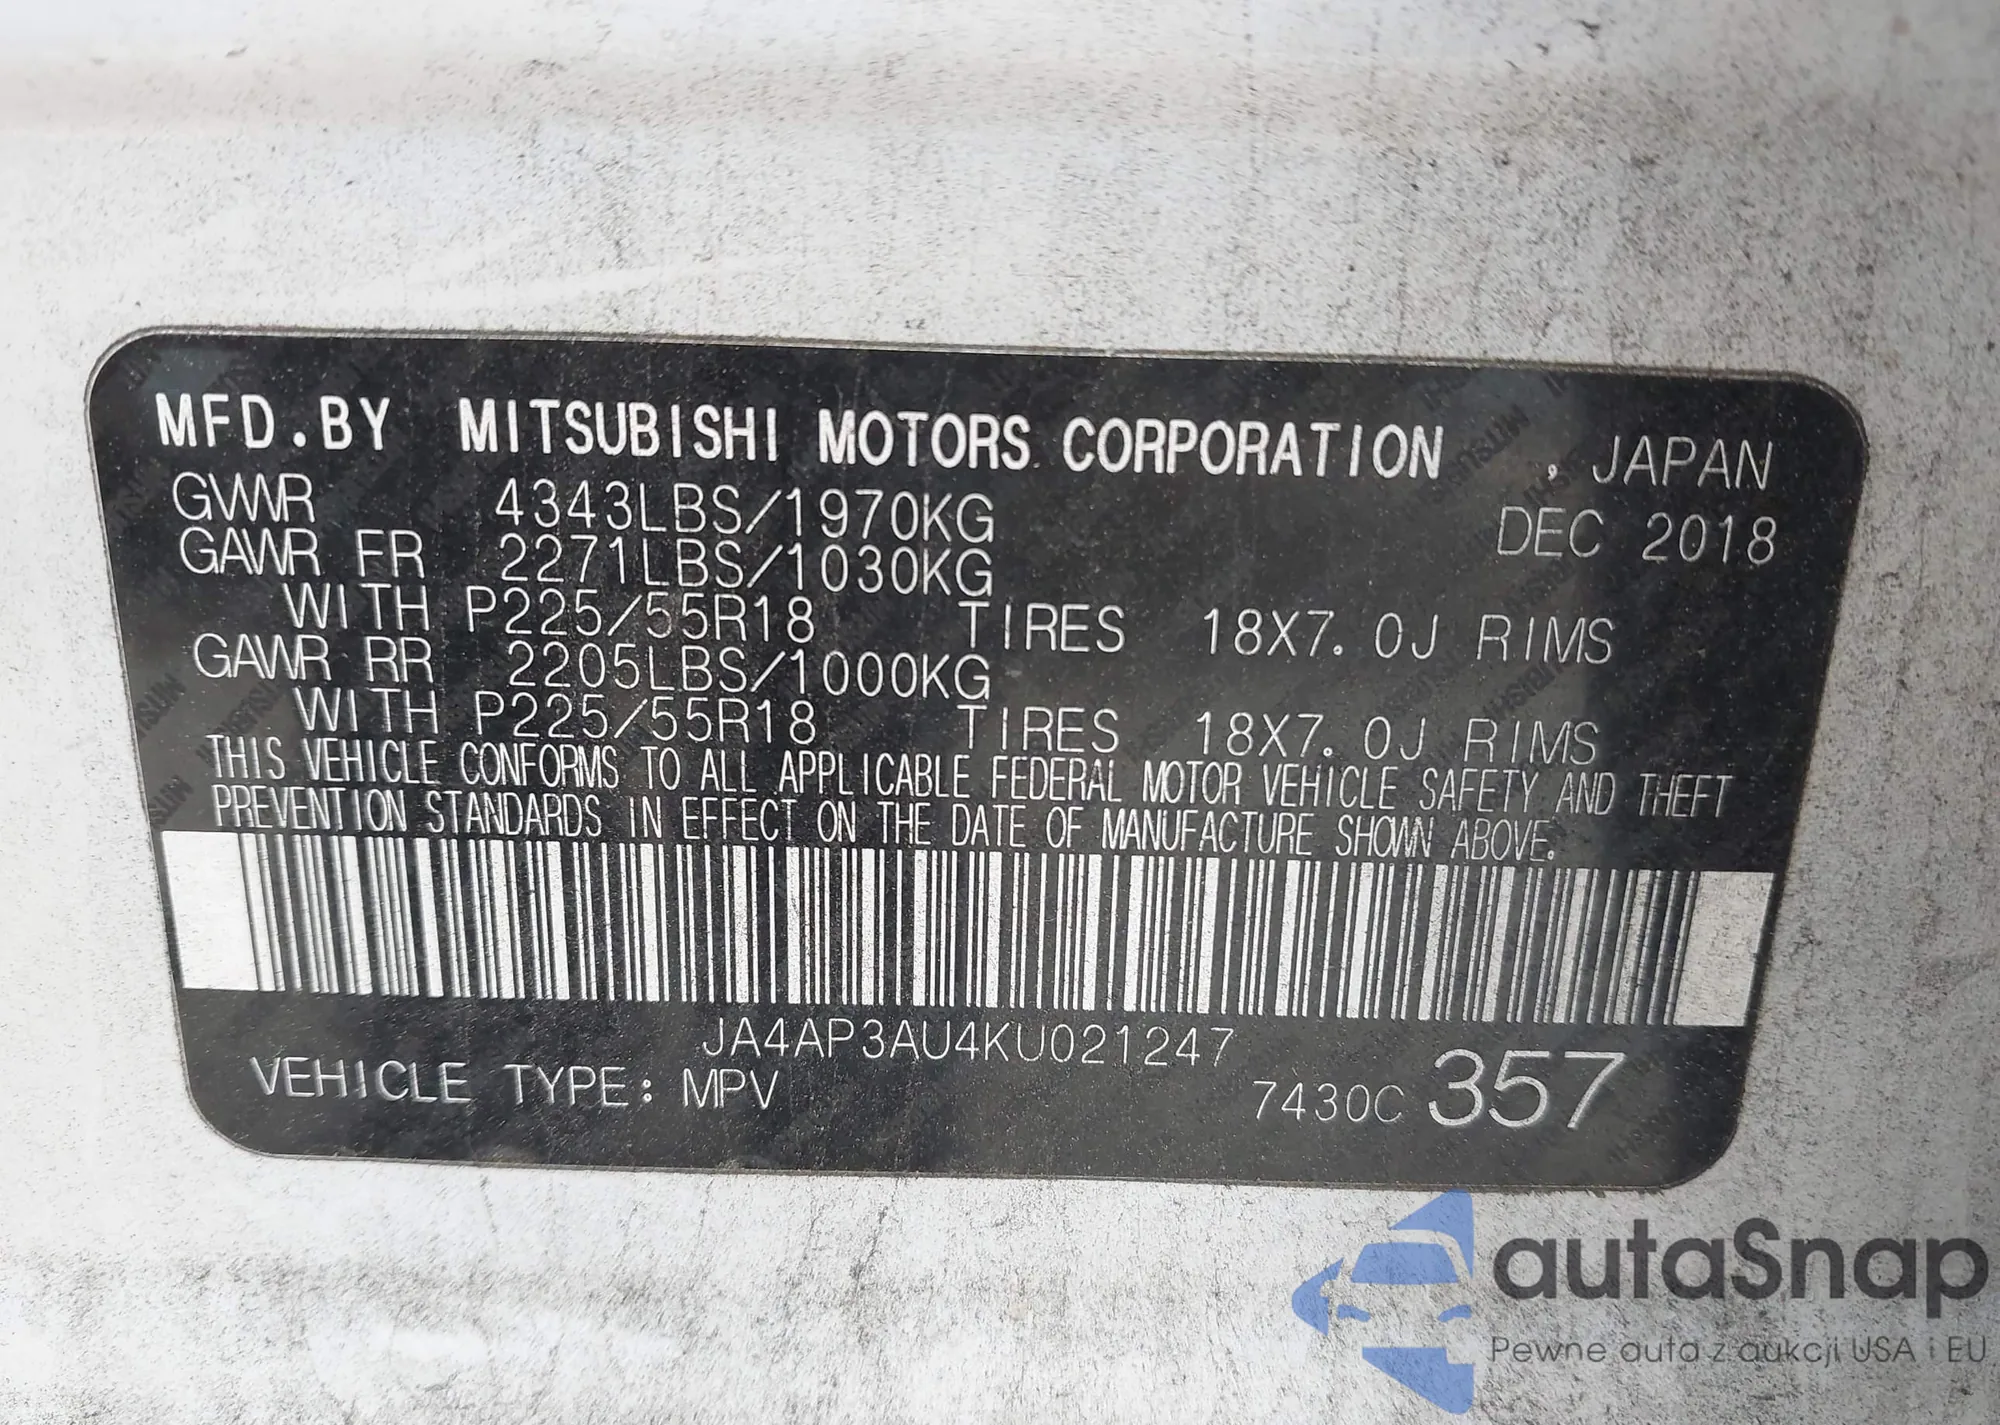 MFD.BY MITSUBISHI MOTORS CORPORATION , JAPAN
GVWR 4343LBS/1970KG DEC 2018
GAWR FR 2271LBS/1030KG
WITH P225/55R18 TIRES 18X7.0J RIMS
GAWR RR 2205LBS/1000KG
WITH P225/55R18 TIRES 18X7.0J RIMS
THIS VEHICLE CONFORMS TO ALL APPLICABLE FEDERAL MOTOR VEHICLE SAFETY AND THEFT
PREVENTION STANDARDS IN EFFECT ON THE DATE OF MANUFACTURE SHOWN ABOVE.
JA4AP3AU4KU021247
VEHICLE TYPE: MPV 7430C 357
autaSnap
Pewne auta z aukcji USA i EU